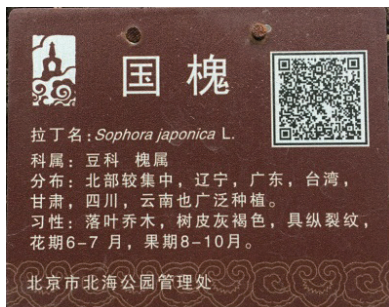 国槐
拉丁名:Sophora japonica L.
科属: 豆科 槐属
分布: 北部较集中，辽宁，广东，台湾，
甘肃，四川，云南也广泛种植。
习性: 落叶乔木，树皮灰褐色，具纵裂纹，
花期6-7 月，果期8-10月。
北京市北海公园管理处